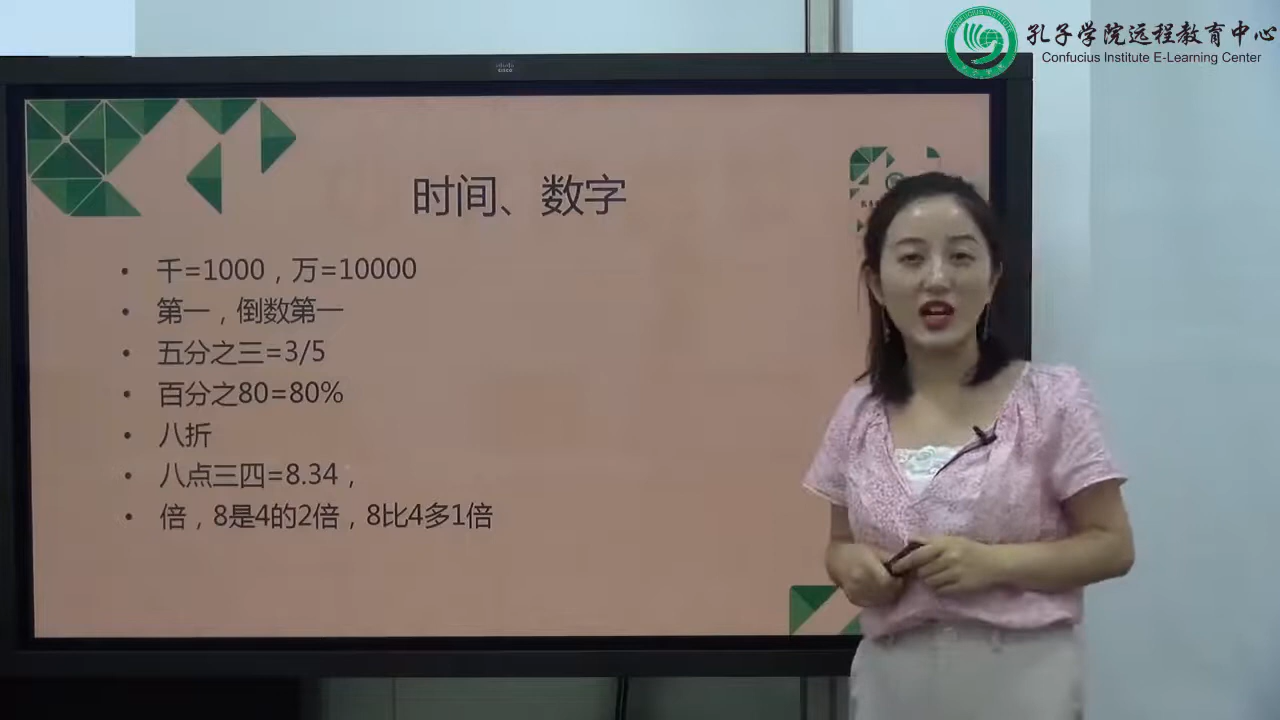 孔子学院远程教育中心
Confucius Institute E-Learning Center
时间、数字
• 千=1000，万=10000
• 第一，倒数第一
• 五分之三=3/5
• 百分之80=80%
• 八折
• 八点三四=8.34，
• 倍，8是4的2倍，8比4多1倍